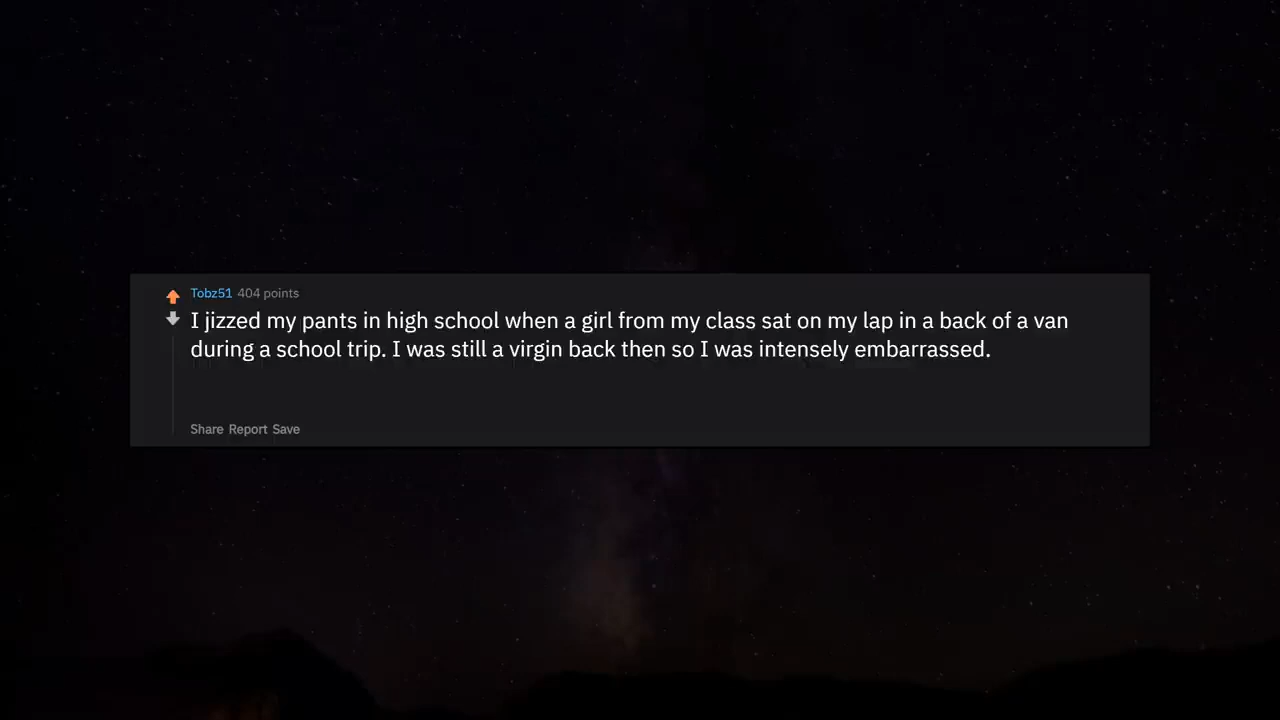 Tobz51 404 points
I jizzed my pants in high school when a girl from my class sat on my lap in a back of a van
during a school trip. I was still a virgin back then so I was intensely embarrassed.
Share Report Save